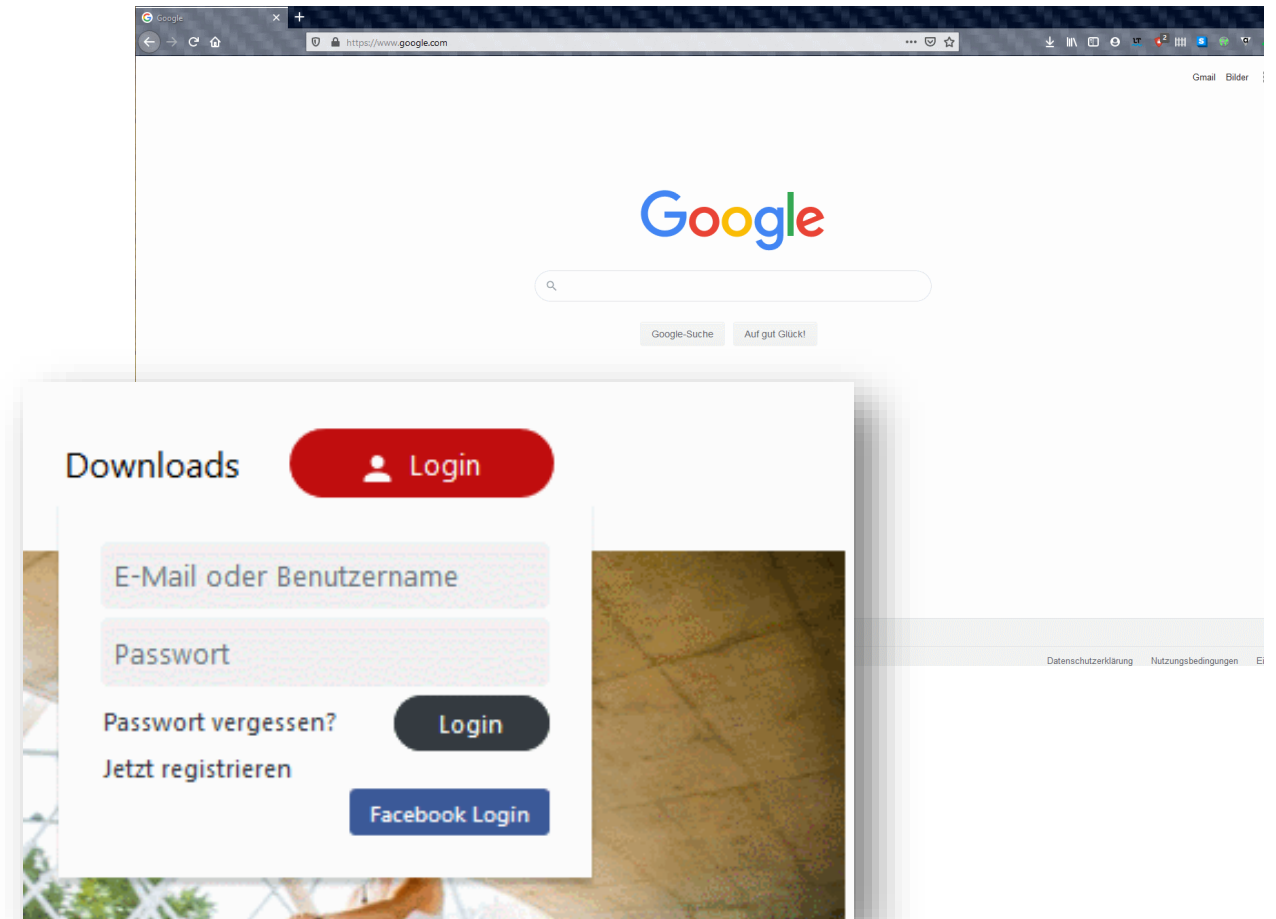 Google
https://www.google.com
Gmail Bilder
Google
Google-Suche Auf gut Glück!
Downloads Login
E-Mail oder Benutzername
Passwort
Passwort vergessen? Login
Jetzt registrieren
Facebook Login
Datenschutzerklärung Nutzungsbedingungen